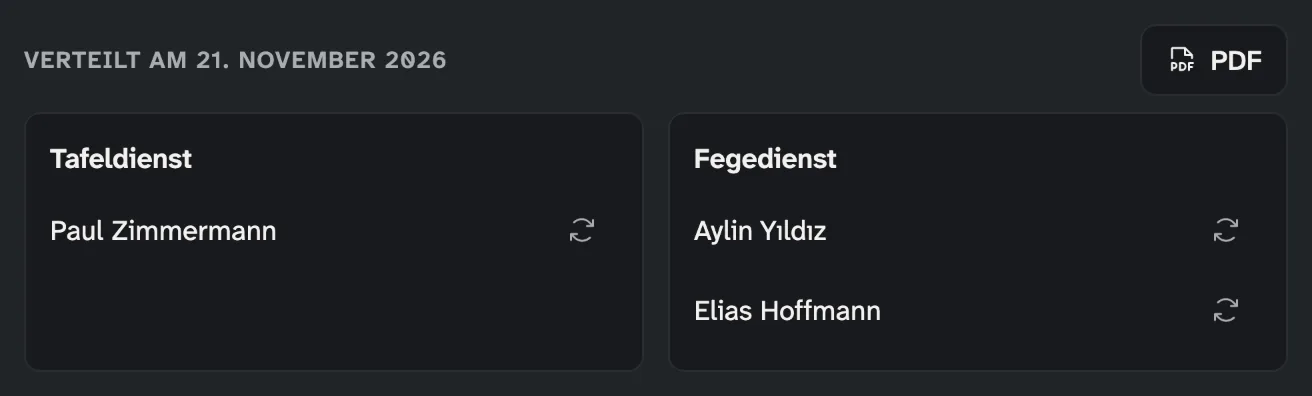 VERTEILT AM 21. NOVEMBER 2026
PDF PDF
Tafeldienst
Paul Zimmermann
Fegedienst
Aylin Yıldız
Elias Hoffmann